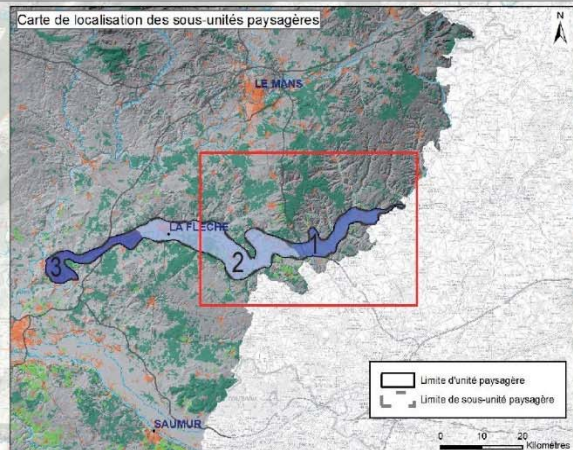 Carte de localisation des sous-unités paysagères
N
LE MANS
LA FLECHE
1
2
3
SAUMUR
Limite d'unité paysagère
Limite de sous-unité paysagère
0 10 20
Kilomètres